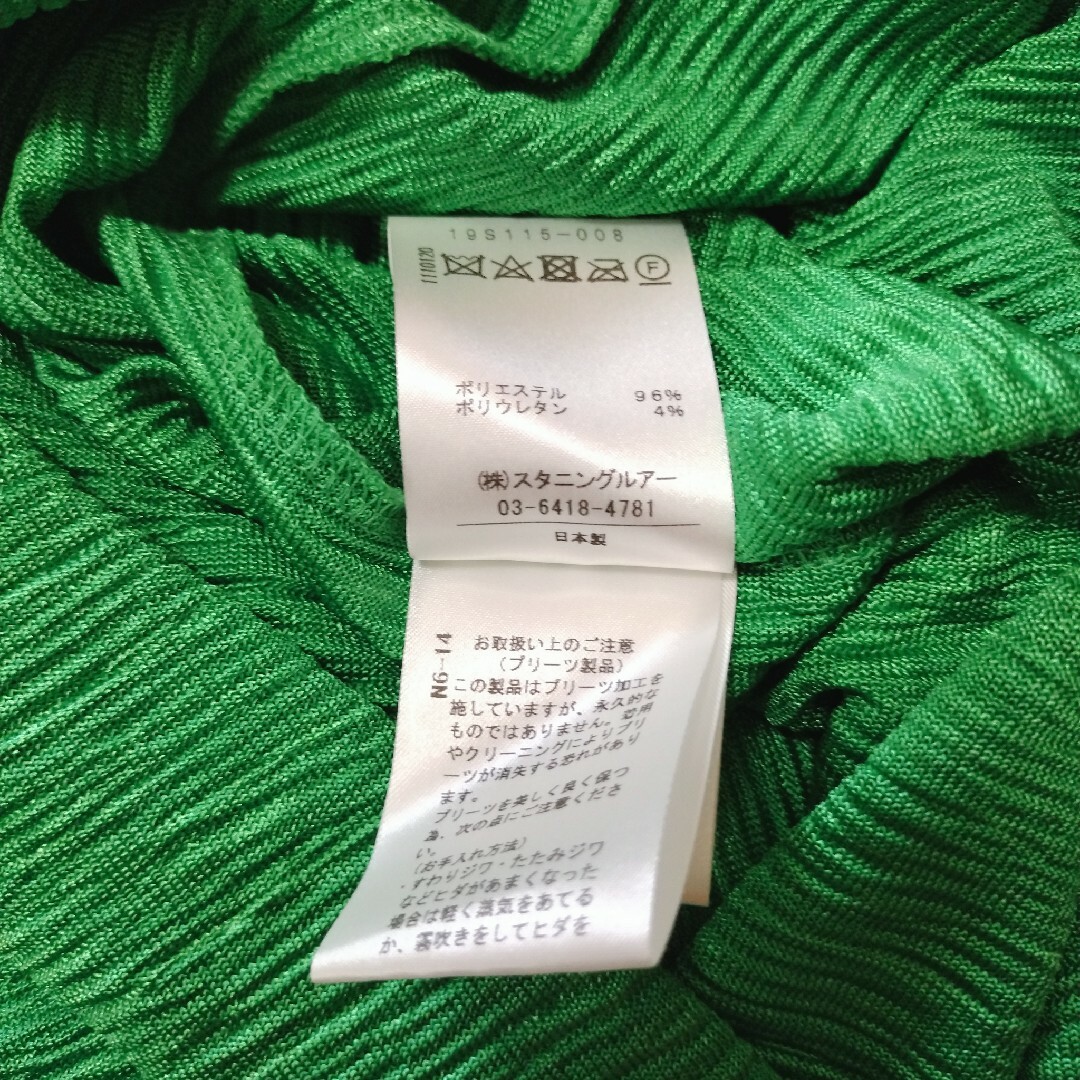 19S115-008
1110120
F
ポリエステル 96%
ポリウレタン 4%
(株)スタニングルアー
03-6418-4781
日本製
N6-14
お取扱い上のご注意
(プリーツ製品)
この製品はプリーツ加工を
施していますが、永久的な
ものではありません。着用
やクリーニングによりプリ
ーツが消失する恐れがあり
ます。
プリーツを美しく良く保つ
為、次の点にご注意くださ
い。
(お手入れ方法)
・すわりジワ・たたみジワ
などヒダがあまくなった
場合は軽く蒸気をあてる
か、霧吹きをしてヒダを